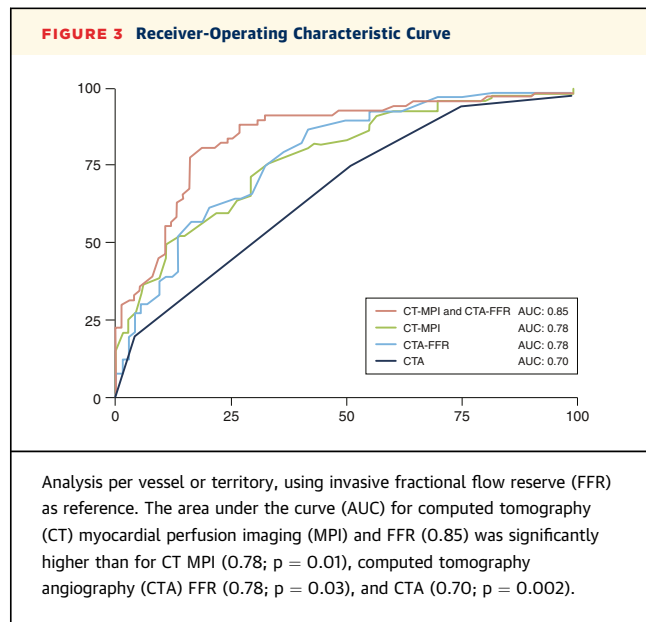 FIGURE 3 Receiver-Operating Characteristic Curve
100
75
50
25
0
0 25 50 75 100
CT-MPI and CTA-FFR AUC: 0.85
CT-MPI AUC: 0.78
CTA-FFR AUC: 0.78
CTA AUC: 0.70
Analysis per vessel or territory, using invasive fractional flow reserve (FFR)
as reference. The area under the curve (AUC) for computed tomography
(CT) myocardial perfusion imaging (MPI) and FFR (0.85) was significantly
higher than for CT MPI (0.78; p = 0.01), computed tomography
angiography (CTA) FFR (0.78; p = 0.03), and CTA (0.70; p = 0.002).